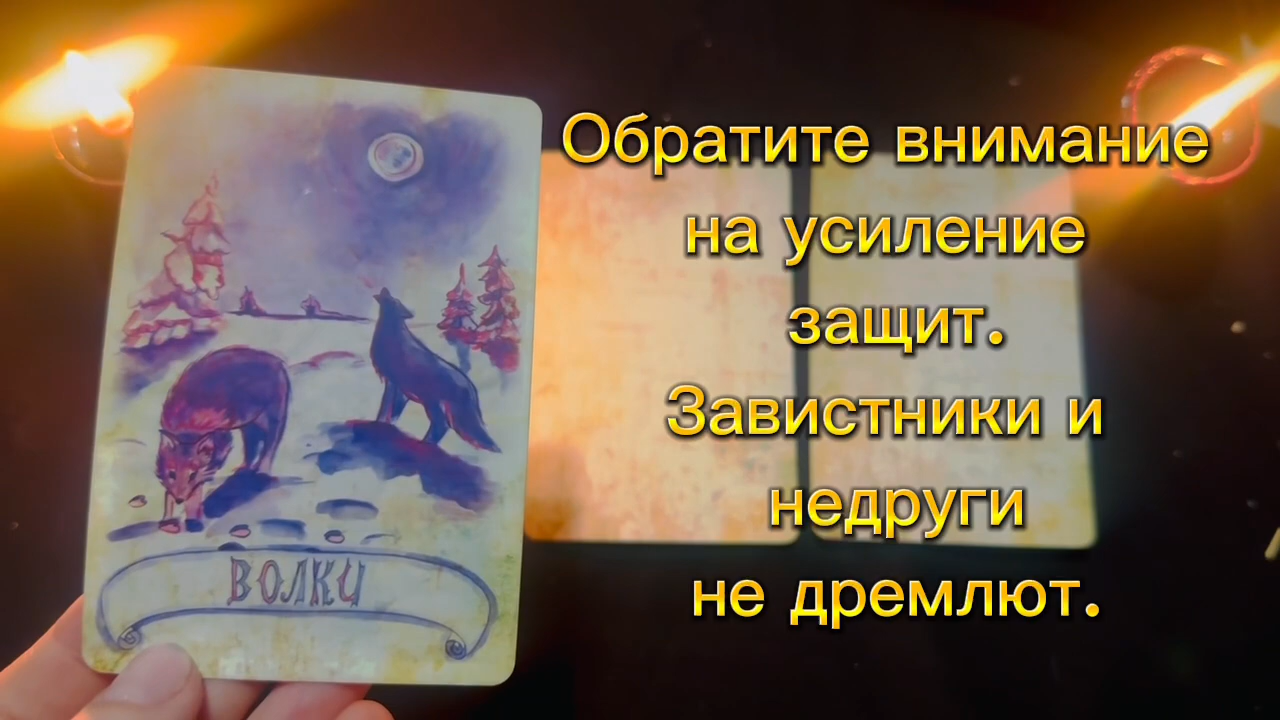 Обратите внимание
на усиление
защит.
Завистники и
недруги
не дремлют.
ВОЛКИ